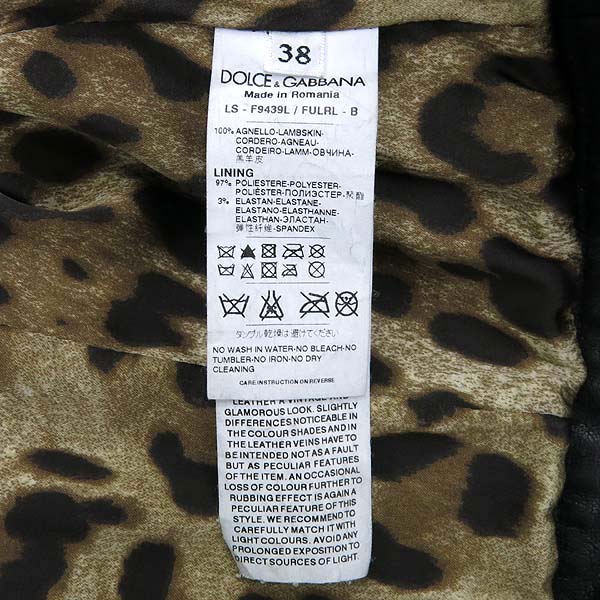 38
DOLCE & GABBANA
Made in Romania
LS - F9439L / FULRL - B
100% AGNELLO-LAMBSKIN-
CORDERO-AGNEAU-
CORDEIRO-LAMM-ОВЧИНА-
羔羊皮
LINING
97% POLIESTERE-POLYESTER-
POLIÉSTER-ПОЛИЭСТЕР-聚酯
3% ELASTAN-ELASTANE-
ELASTANO-ELASTHANNE-
ELASTHAN-ЭЛАСТАН-
弹性纤维-SPANDEX
タンブル乾燥は避けてください
NO WASH IN WATER-NO BLEACH-NO
TUMBLER-NO IRON-NO DRY
CLEANING
CARE INSTRUCTION ON REVERSE
LEATHER A VINTAGE AND
GLAMOROUS LOOK. SLIGHTLY
DIFFERENCES NOTICEABLE IN
THE COLOUR SHADES AND IN
THE LEATHER VEINS HAVE TO
BE INTENDED NOT AS A FAULT
BUT AS PECULIAR FEATURES
OF THE ITEM. AN OCCASIONAL
LOSS OF COLOUR FURTHER TO
RUBBING EFFECT IS AGAIN A
PECULIAR FEATURE OF THIS
STYLE. WE RECOMMEND TO
CAREFULLY MATCH IT WITH
LIGHT COLOURS. AVOID ANY
PROLONGED EXPOSITION TO
DIRECT SOURCES OF LIGHT.